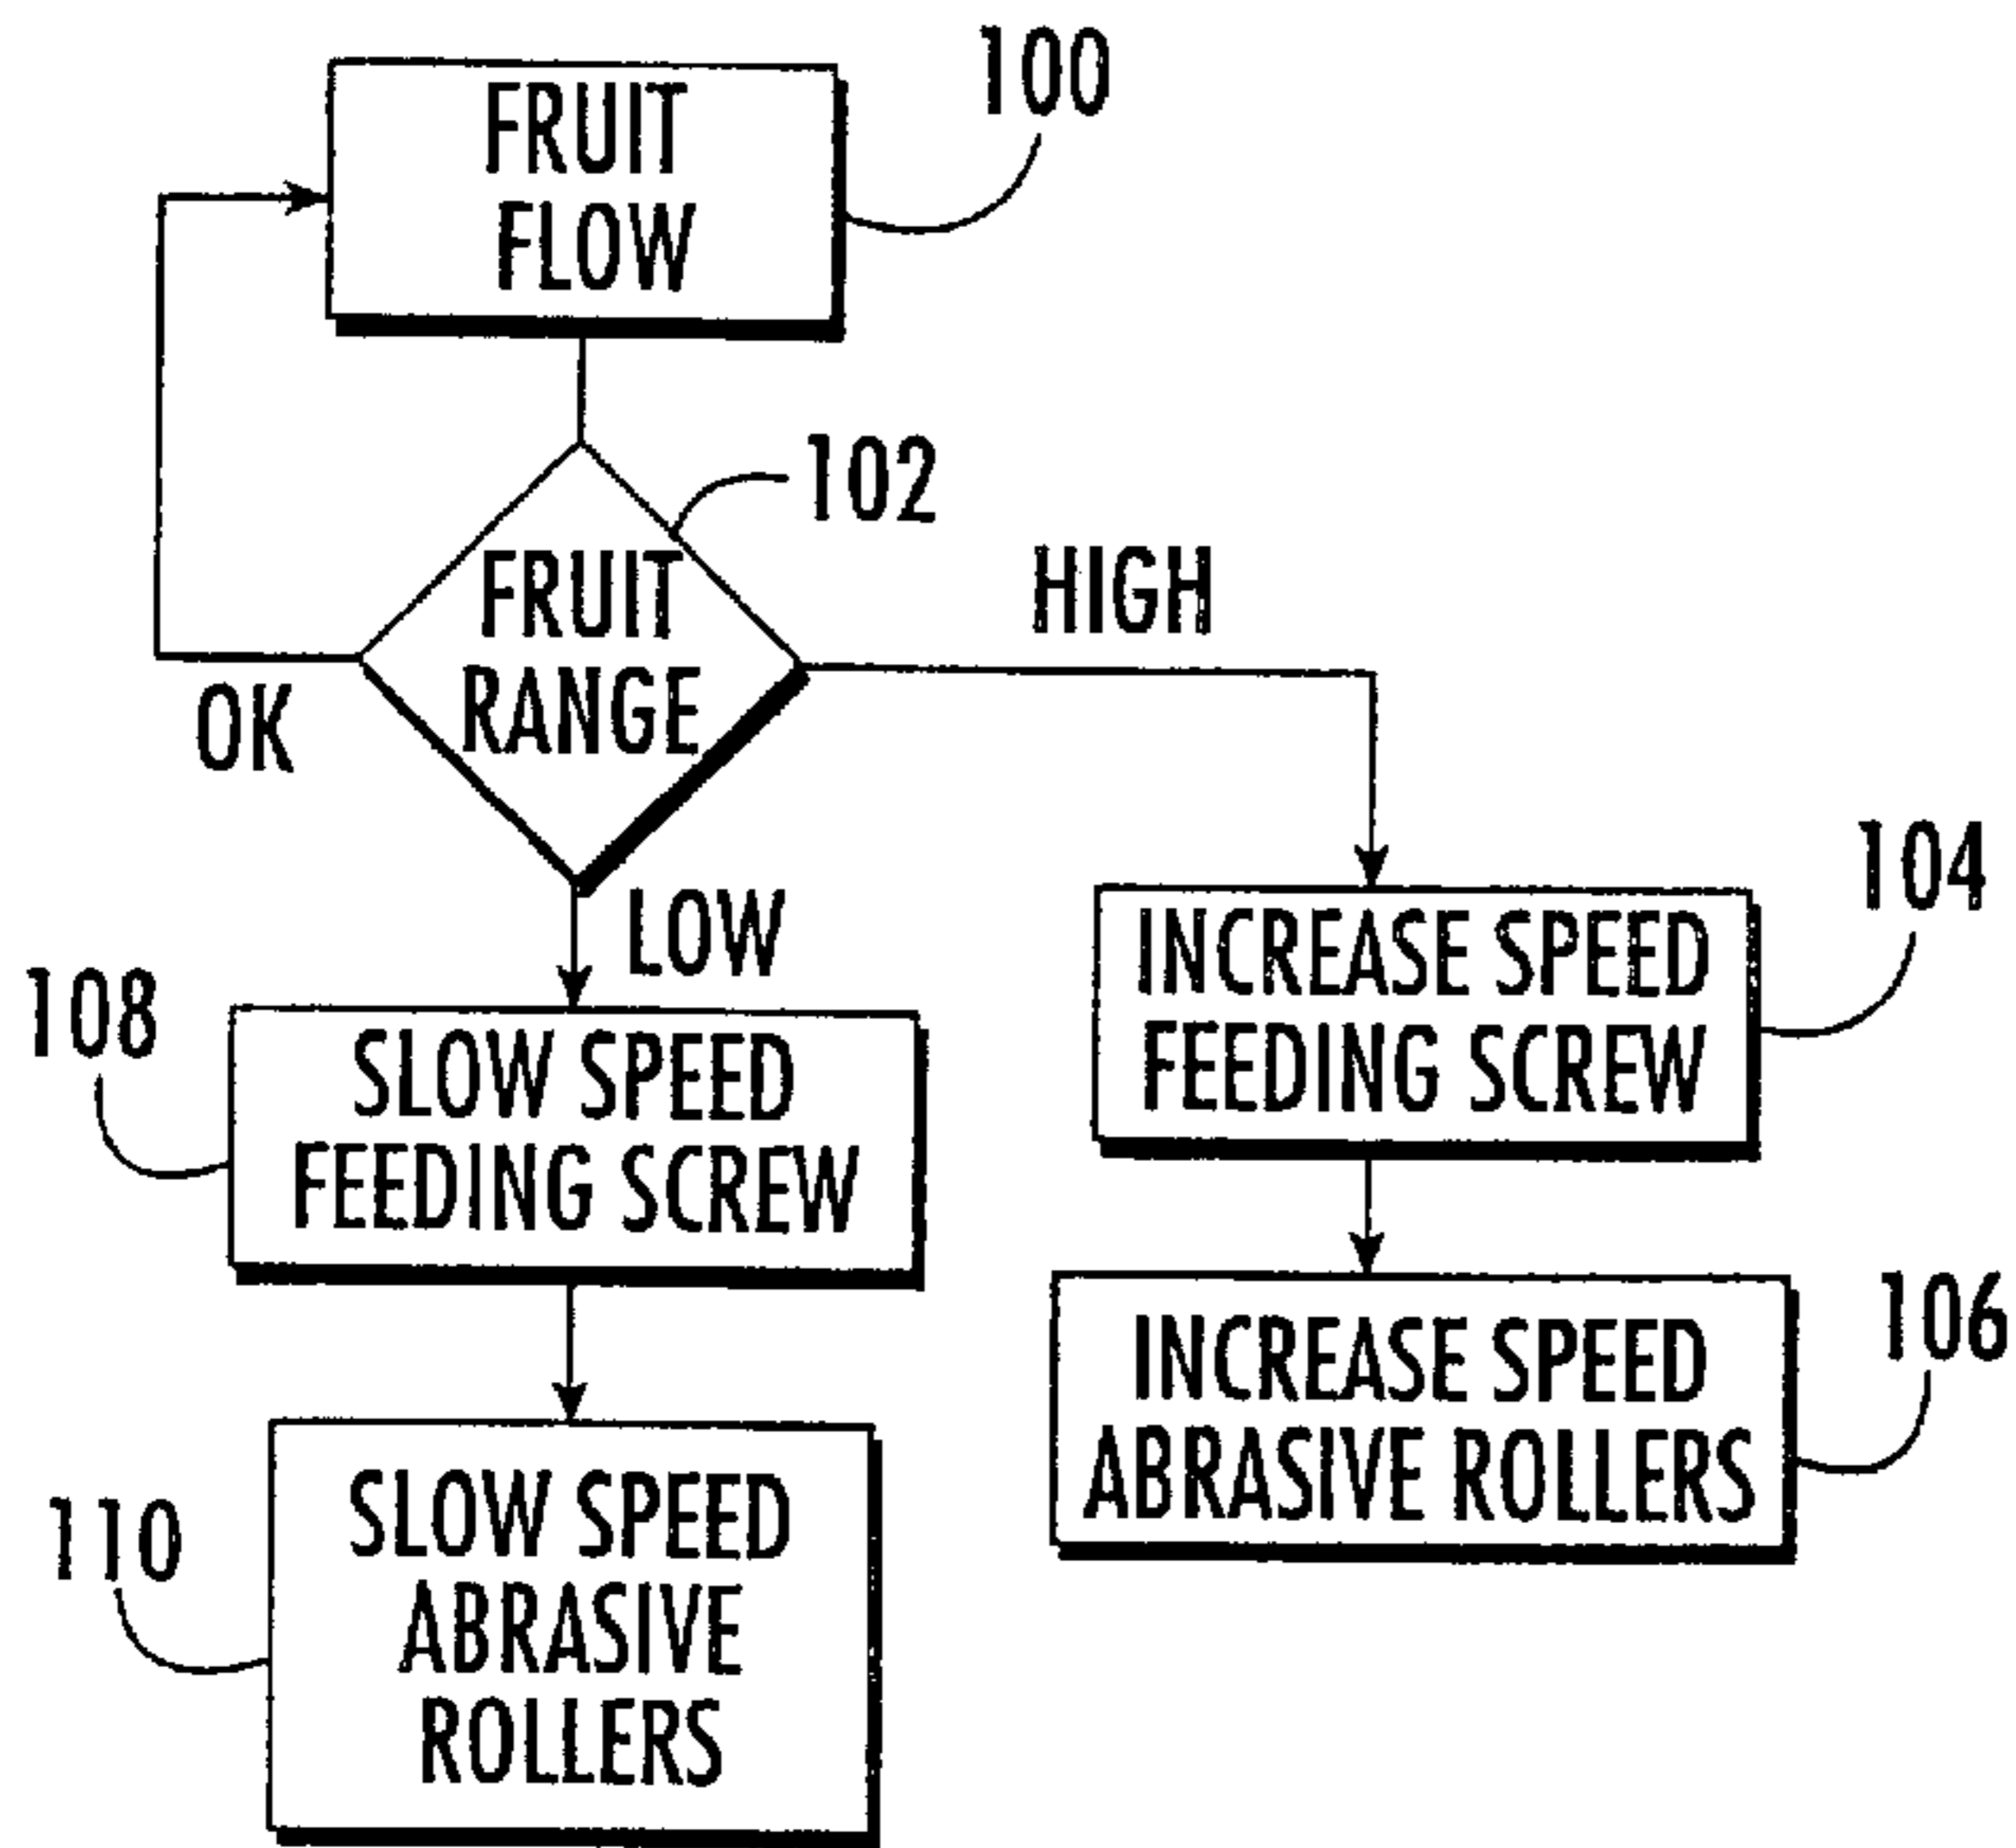 100
FRUIT
FLOW
102
FRUIT
RANGE
HIGH
OK
LOW
104
INCREASE SPEED
FEEDING SCREW
108
SLOW SPEED
FEEDING SCREW
106
INCREASE SPEED
ABRASIVE ROLLERS
110
SLOW SPEED
ABRASIVE
ROLLERS